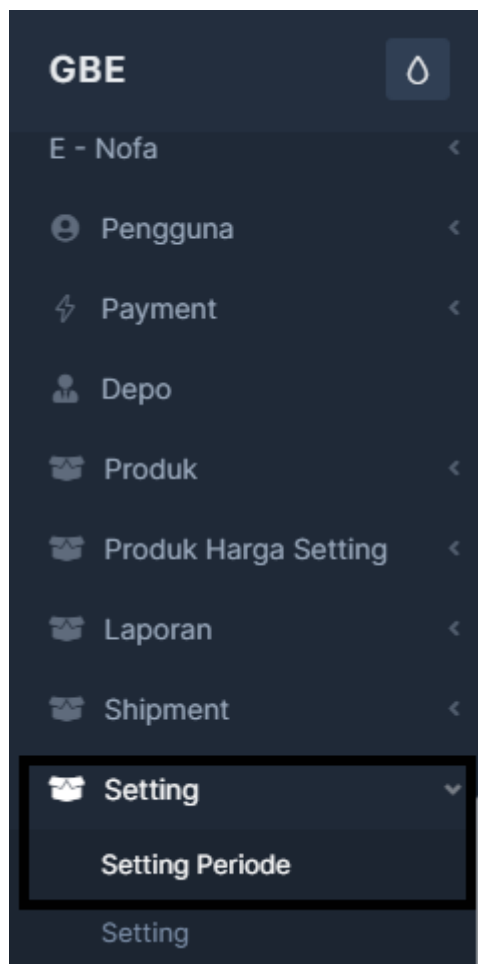 GBE
E - Nofa
Pengguna
Payment
Depo
Produk
Produk Harga Setting
Laporan
Shipment
Setting
Setting Periode
Setting